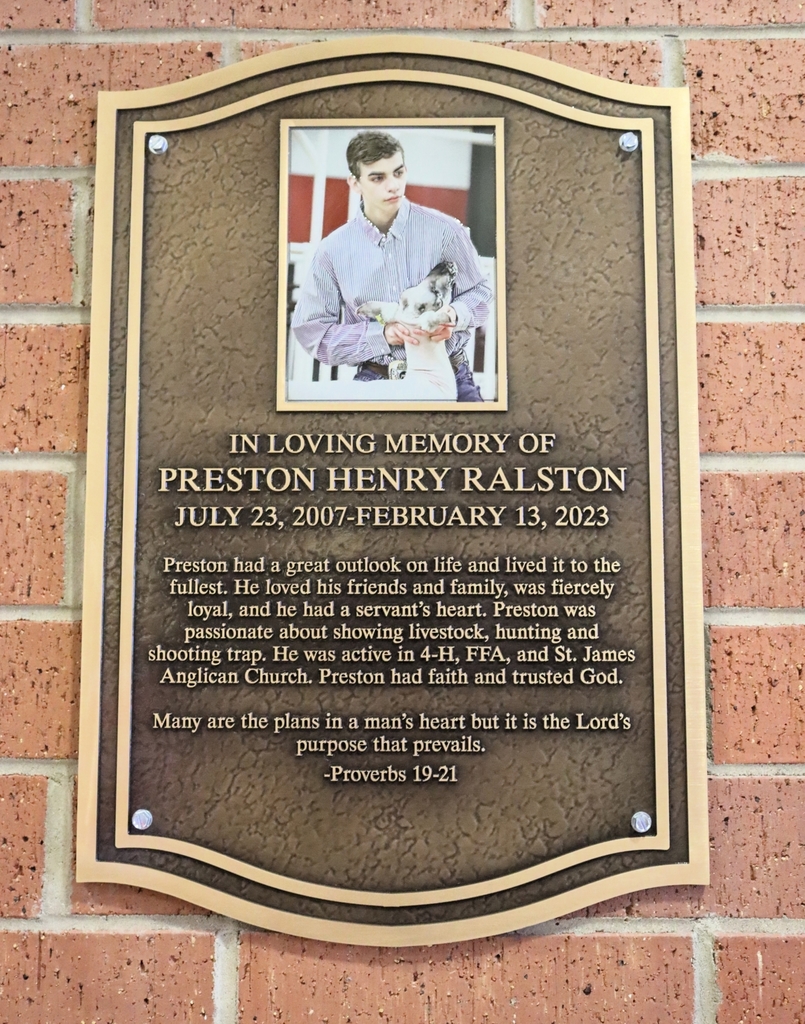 IN LOVING MEMORY OF
PRESTON HENRY RALSTON
JULY 23, 2007-FEBRUARY 13, 2023
Preston had a great outlook on life and lived it to the
fullest. He loved his friends and family, was fiercely
loyal, and he had a servant's heart. Preston was
passionate about showing livestock, hunting and
shooting trap. He was active in 4-H, FFA, and St. James
Anglican Church. Preston had faith and trusted God.
Many are the plans in a man's heart but it is the Lord's
purpose that prevails.
-Proverbs 19-21